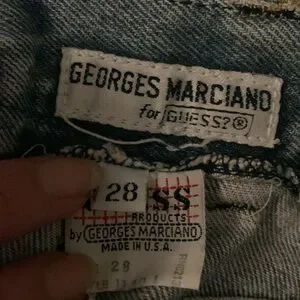 GEORGES MARCIANO
for GUESS?®
28 SS
PRODUCTS
by GEORGES MARCIANO
MADE IN U.S.A.
28